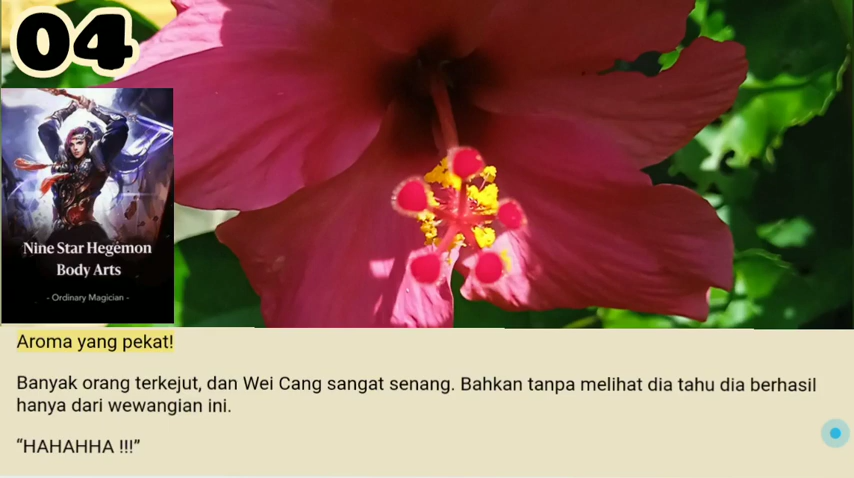 04
Nine Star Hegemon
Body Arts
- Ordinary Magician -
Aroma yang pekat!
Banyak orang terkejut, dan Wei Cang sangat senang. Bahkan tanpa melihat dia tahu dia berhasil
hanya dari wewangian ini.
“HAHAHHA !!!”